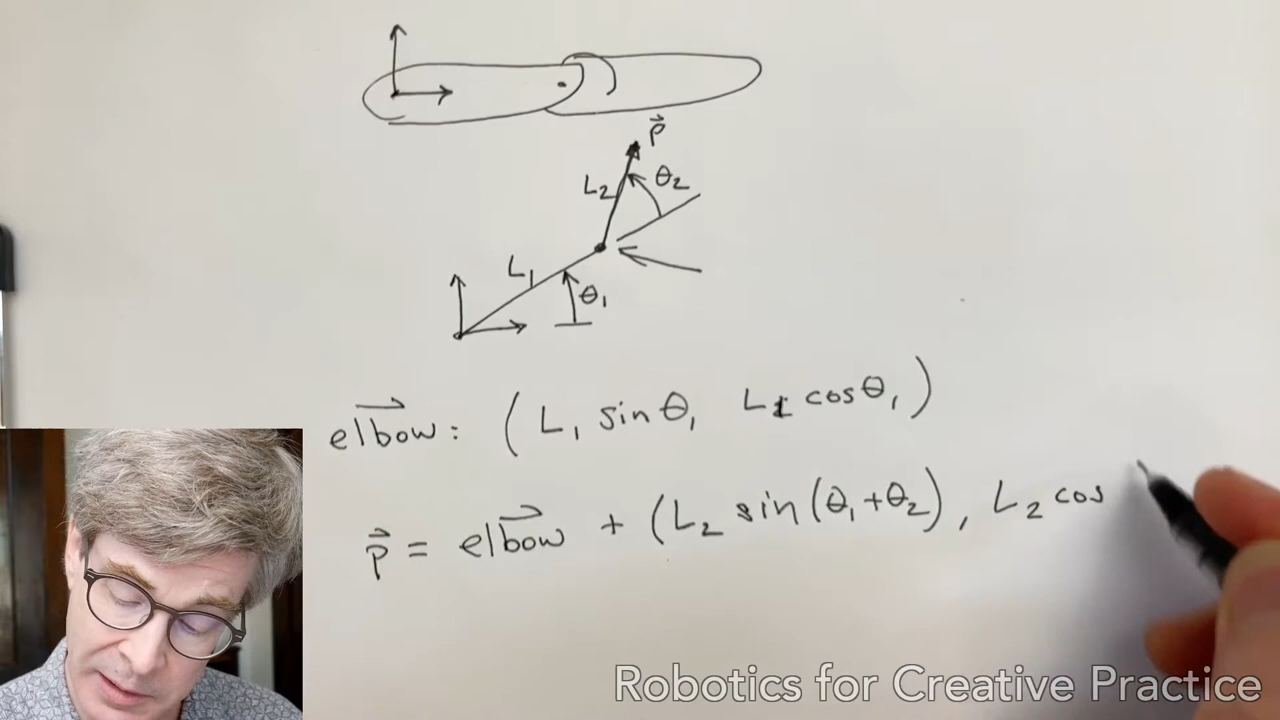 p⃗
L₂ θ₂
L₁
θ₁
elbow: (L₁ sin θ₁ L₁ cos θ₁)
p⃗ = elbow + (L₂ sin(θ₁+θ₂), L₂ cos
Robotics for Creative Practice